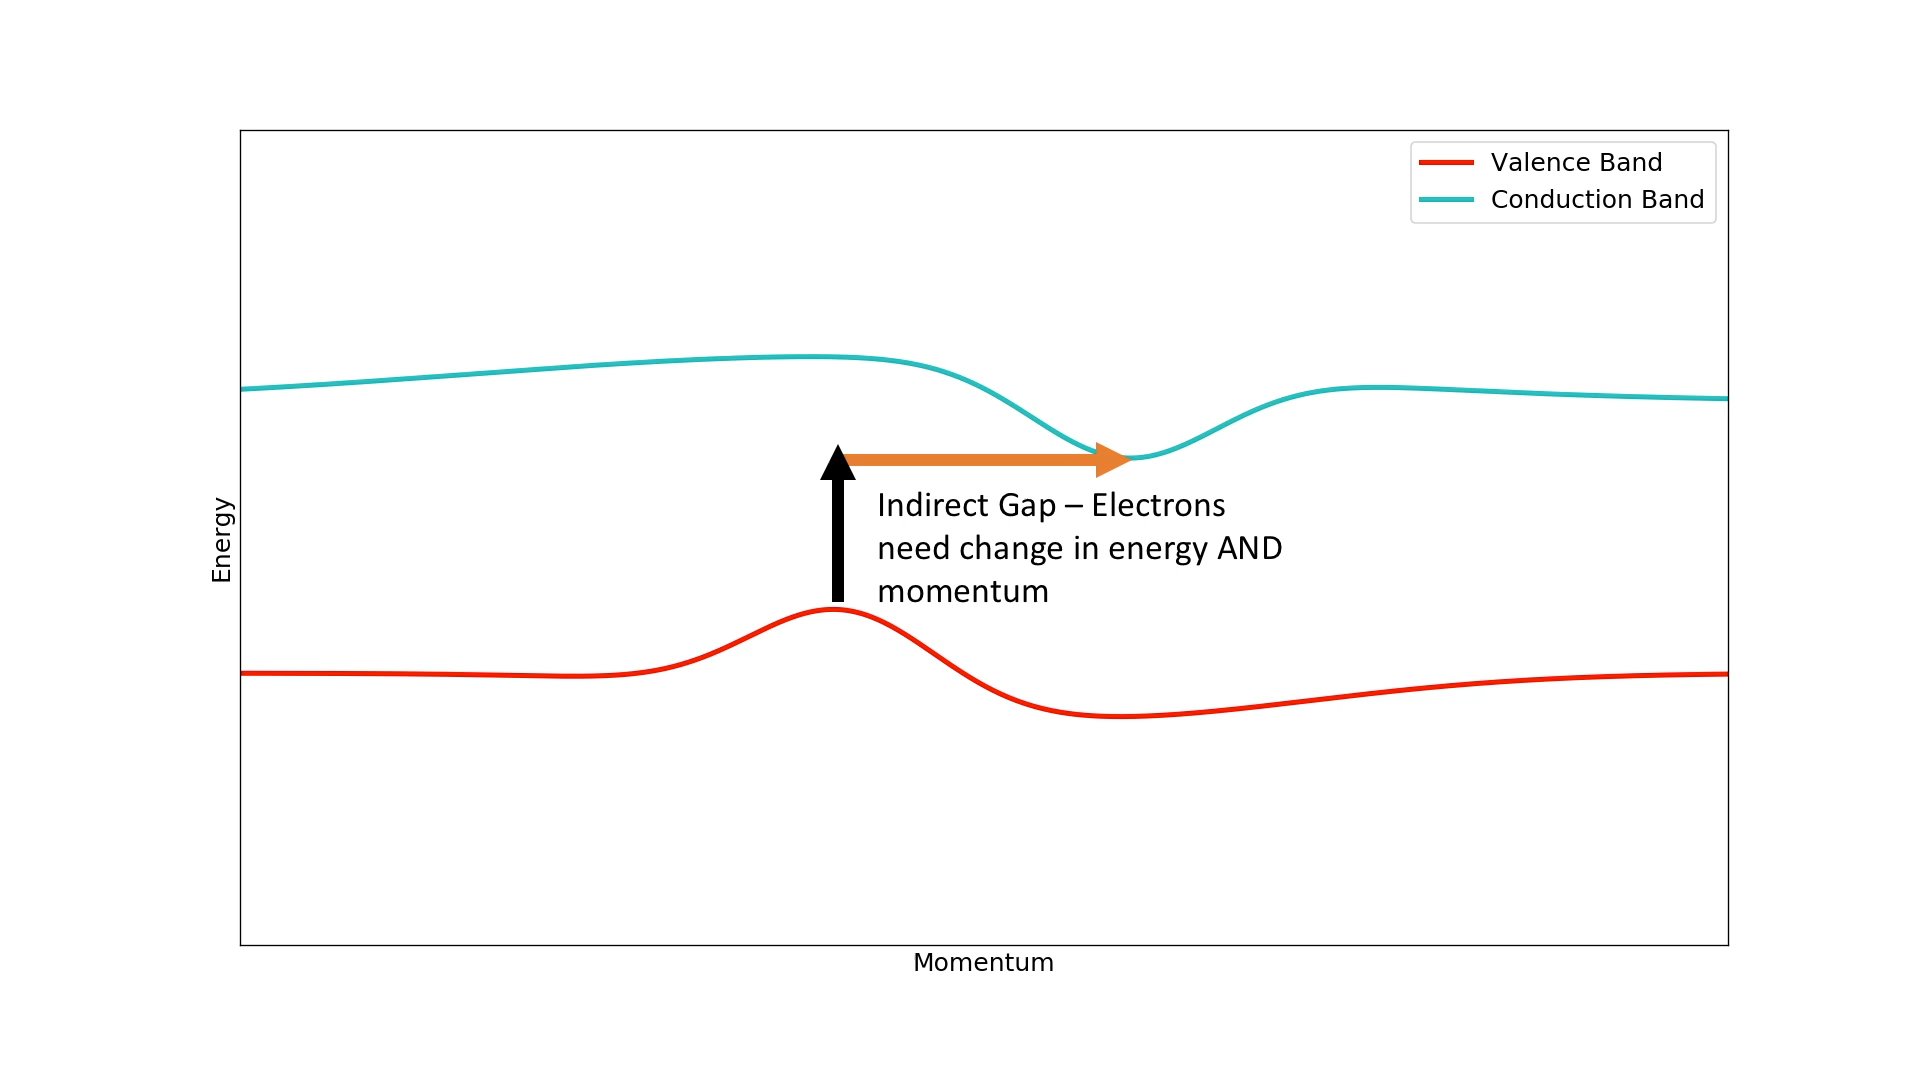 Valence Band
Conduction Band
Indirect Gap – Electrons
need change in energy AND
momentum
Energy
Momentum